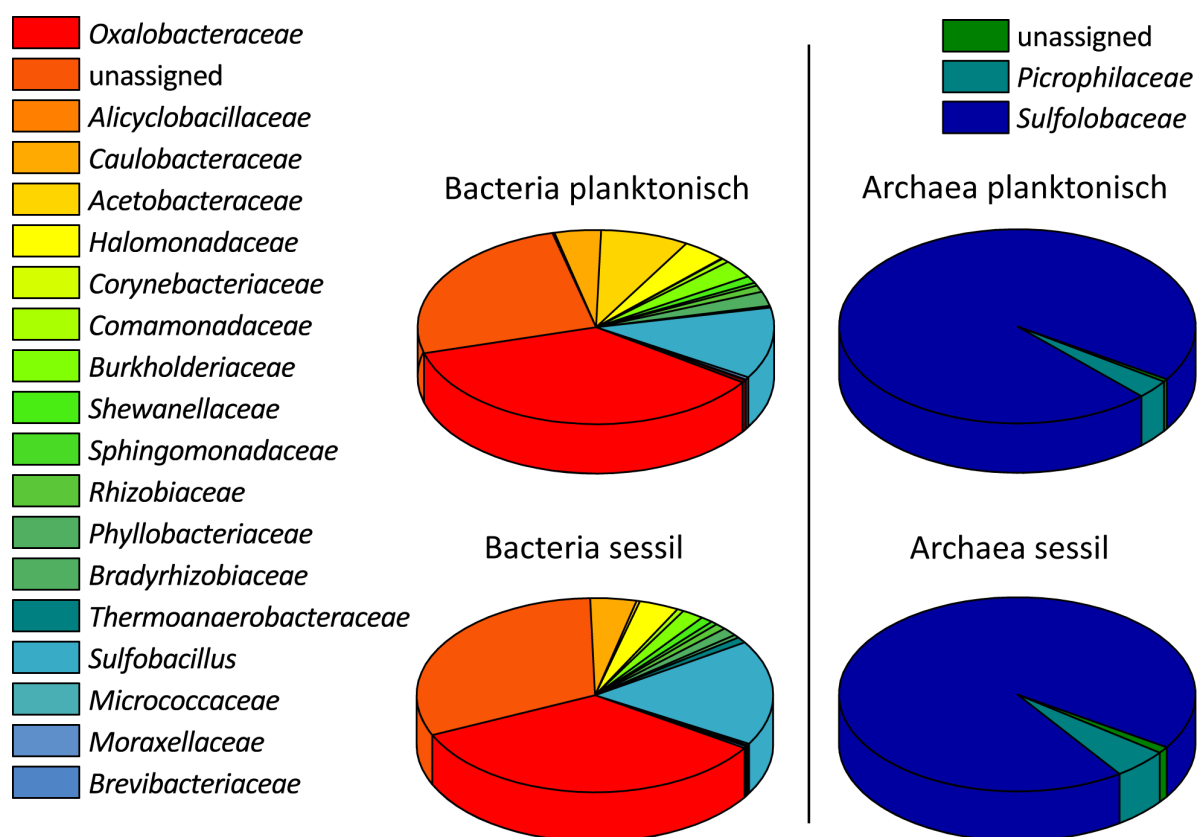 Oxalobacteraceae
unassigned
Alicyclobacillaceae
Caulobacteraceae
Acetobacteraceae
Halomonadaceae
Corynebacteriaceae
Comamonadaceae
Burkholderiaceae
Shewanellaceae
Sphingomonadaceae
Rhizobiaceae
Phyllobacteriaceae
Bradyrhizobiaceae
Thermoanaerobacteraceae
Sulfobacillus
Micrococcaceae
Moraxellaceae
Brevibacteriaceae
Bacteria planktonisch
Bacteria sessil
unassigned
Picrophilaceae
Sulfolobaceae
Archaea planktonisch
Archaea sessil